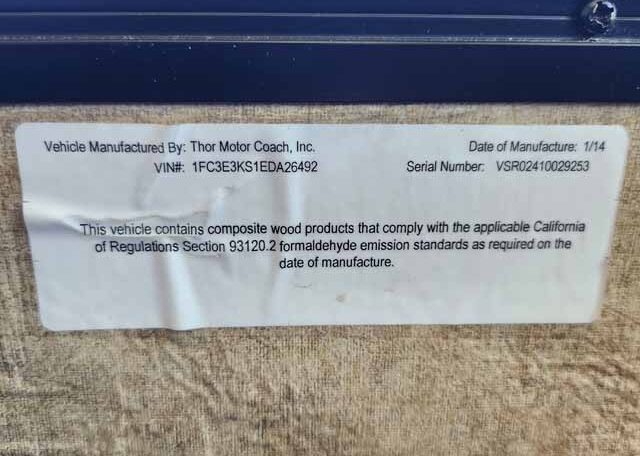 Vehicle Manufactured By: Thor Motor Coach, Inc. Date of Manufacture: 1/14
VIN#: 1FC3E3KS1EDA26492 Serial Number: VSR02410029253
This vehicle contains composite wood products that comply with the applicable California
of Regulations Section 93120.2 formaldehyde emission standards as required on the
date of manufacture.